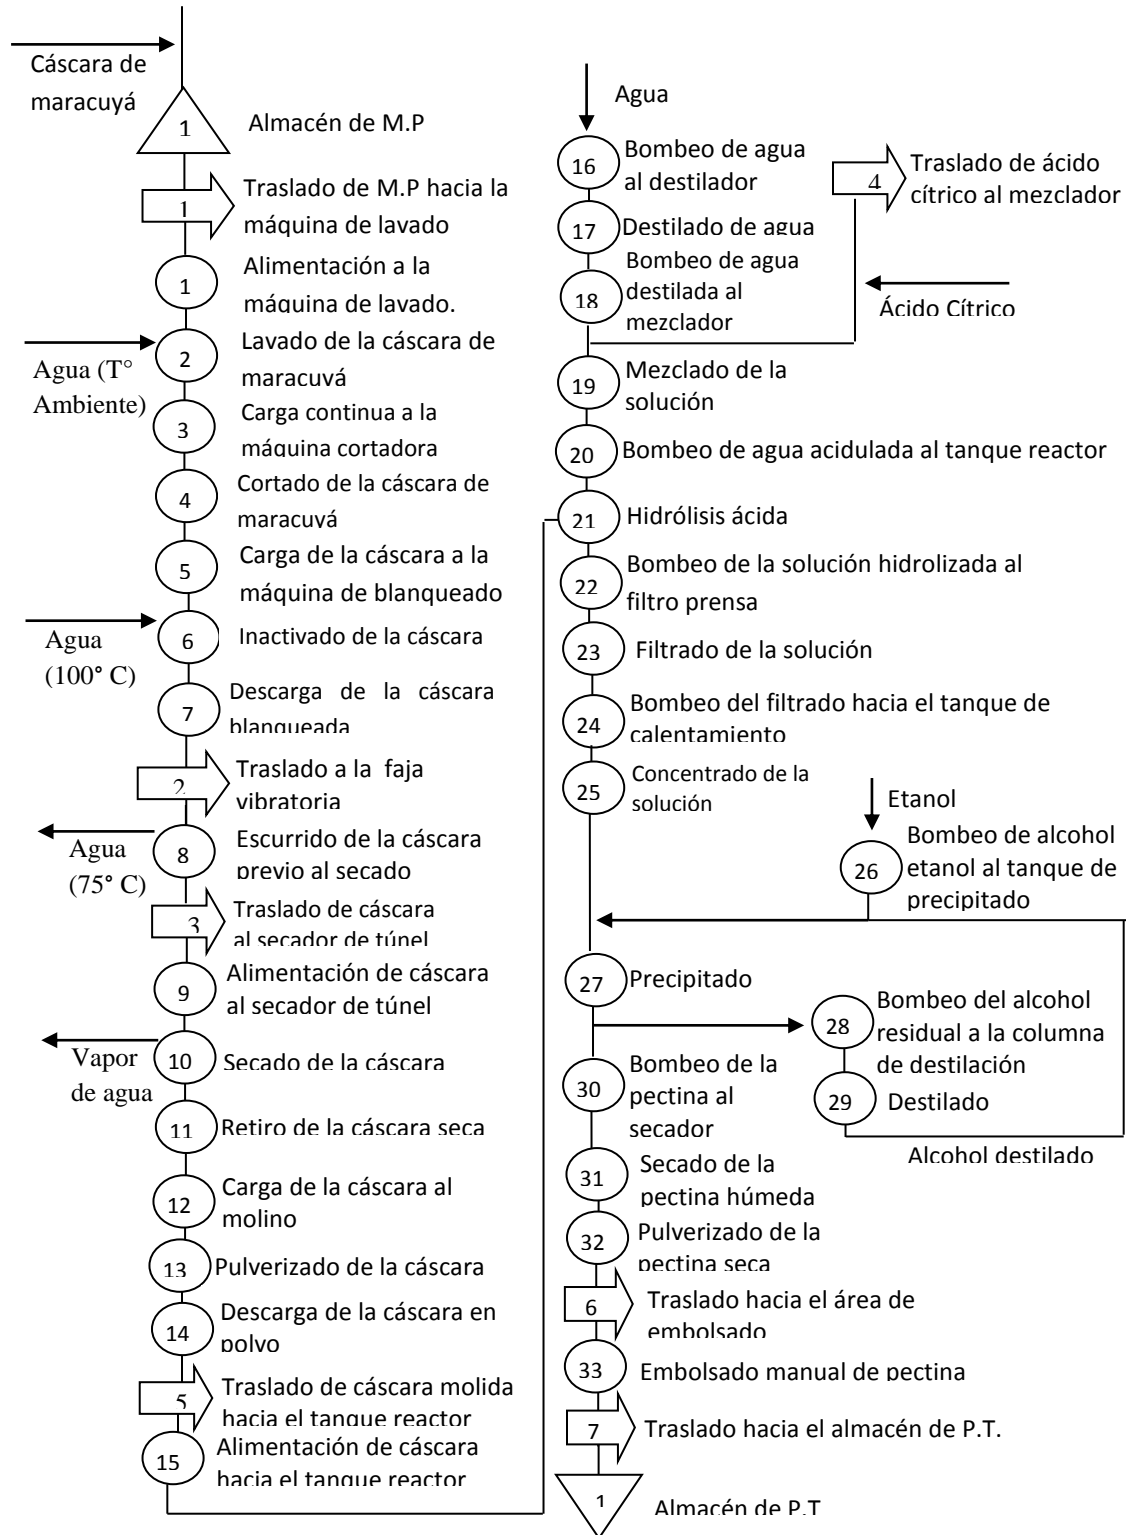 Cáscara de
maracuyá
1
Almacén de M.P
1
Traslado de M.P hacia la
máquina de lavado
1
Alimentación a la
máquina de lavado.
Agua (T°
Ambiente)
2
Lavado de la cáscara de
maracuyá
3
Carga continua a la
máquina cortadora
4
Cortado de la cáscara de
maracuyá
5
Carga de la cáscara a la
máquina de blanqueado
Agua
(100° C)
6
Inactivado de la cáscara
7
Descarga de la cáscara
blanqueada
2
Traslado a la faja
vibratoria
Agua
(75° C)
8
Escurrido de la cáscara
previo al secado
3
Traslado de cáscara
al secador de túnel
9
Alimentación de cáscara
al secador de túnel
Vapor
de agua
10
Secado de la cáscara
11
Retiro de la cáscara seca
12
Carga de la cáscara al
molino
13
Pulverizado de la cáscara
14
Descarga de la cáscara en
polvo
5
Traslado de cáscara molida
hacia el tanque reactor
15
Alimentación de cáscara
hacia el tanque reactor
Agua
16
Bombeo de agua
al destilador
4
Traslado de ácido
cítrico al mezclador
17
Destilado de agua
18
Bombeo de agua
destilada al
mezclador
Ácido Cítrico
19
Mezclado de la
solución
20
Bombeo de agua acidulada al tanque reactor
21
Hidrólisis ácida
22
Bombeo de la solución hidrolizada al
filtro prensa
23
Filtrado de la solución
24
Bombeo del filtrado hacia el tanque de
calentamiento
25
Concentrado de la
solución
Etanol
26
Bombeo de alcohol
etanol al tanque de
precipitado
27
Precipitado
28
Bombeo del alcohol
residual a la columna
de destilación
29
Destilado
Alcohol destilado
30
Bombeo de la
pectina al
secador
31
Secado de la
pectina húmeda
32
Pulverizado de la
pectina seca
6
Traslado hacia el área de
embolsado
33
Embolsado manual de pectina
7
Traslado hacia el almacén de P.T.
1
Almacén de P.T